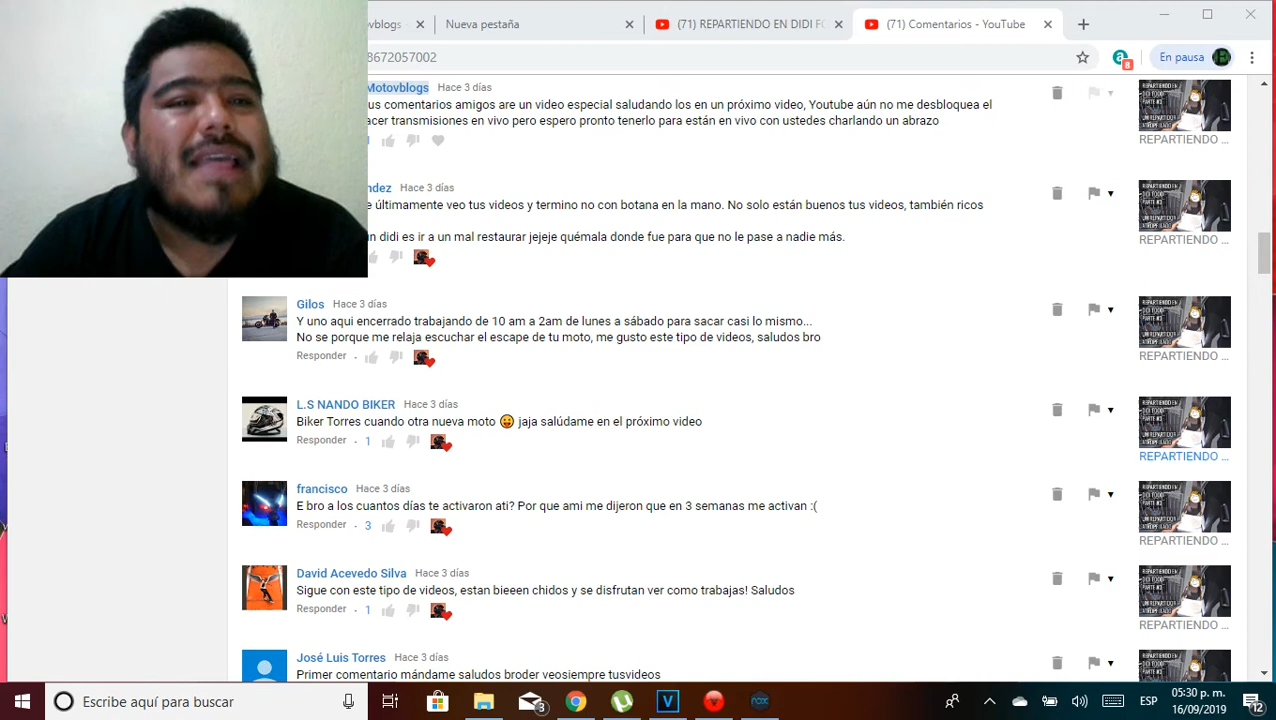 ovblogs -
Nueva pestaña
(71) REPARTIENDO EN DIDI FO
(71) Comentarios - YouTube
8672057002
8
En pausa
Motovblogs Hace 3 días
us comentarios amigos are un video especial saludando los en un próximo video, Youtube aún no me desbloquea el
acer transmisiones en vivo pero espero pronto tenerlo para están en vivo con ustedes charlando un abrazo
REPARTIENDO ...
ndez Hace 3 días
e últimamente veo tus videos y termino no con botana en la mano. No solo están buenos tus videos, también ricos
un didi es ir a un restaurar jejeje quémala donde fue para que no le pase a nadie más.
REPARTIENDO ...
Gilos Hace 3 días
Y uno aqui encerrado trabajando de 10 am a 2am de lunes a sábado para sacar casi lo mismo...
No se porque me relaja escuchar el escape de tu moto, me gusto este tipo de videos, saludos bro
Responder
REPARTIENDO ...
L.S NANDO BIKER Hace 3 días
Biker Torres cuando otra nueva moto 😛 jaja salúdame en el próximo video
Responder · 1
REPARTIENDO ...
francisco Hace 3 días
E bro a los cuantos días te activaron ati? Por que ami me dijeron que en 3 semanas me activan :(
Responder · 3
REPARTIENDO ...
David Acevedo Silva Hace 3 días
Sigue con este tipo de videos, estan bieeen chidos y se disfrutan ver como trabajas! Saludos
Responder · 1
REPARTIENDO ...
José Luis Torres Hace 3 días
Primer comentario mándame saludos bro veo siempre tusvideos
Escribe aquí para buscar
ESP
05:30 p. m.
16/09/2019
12